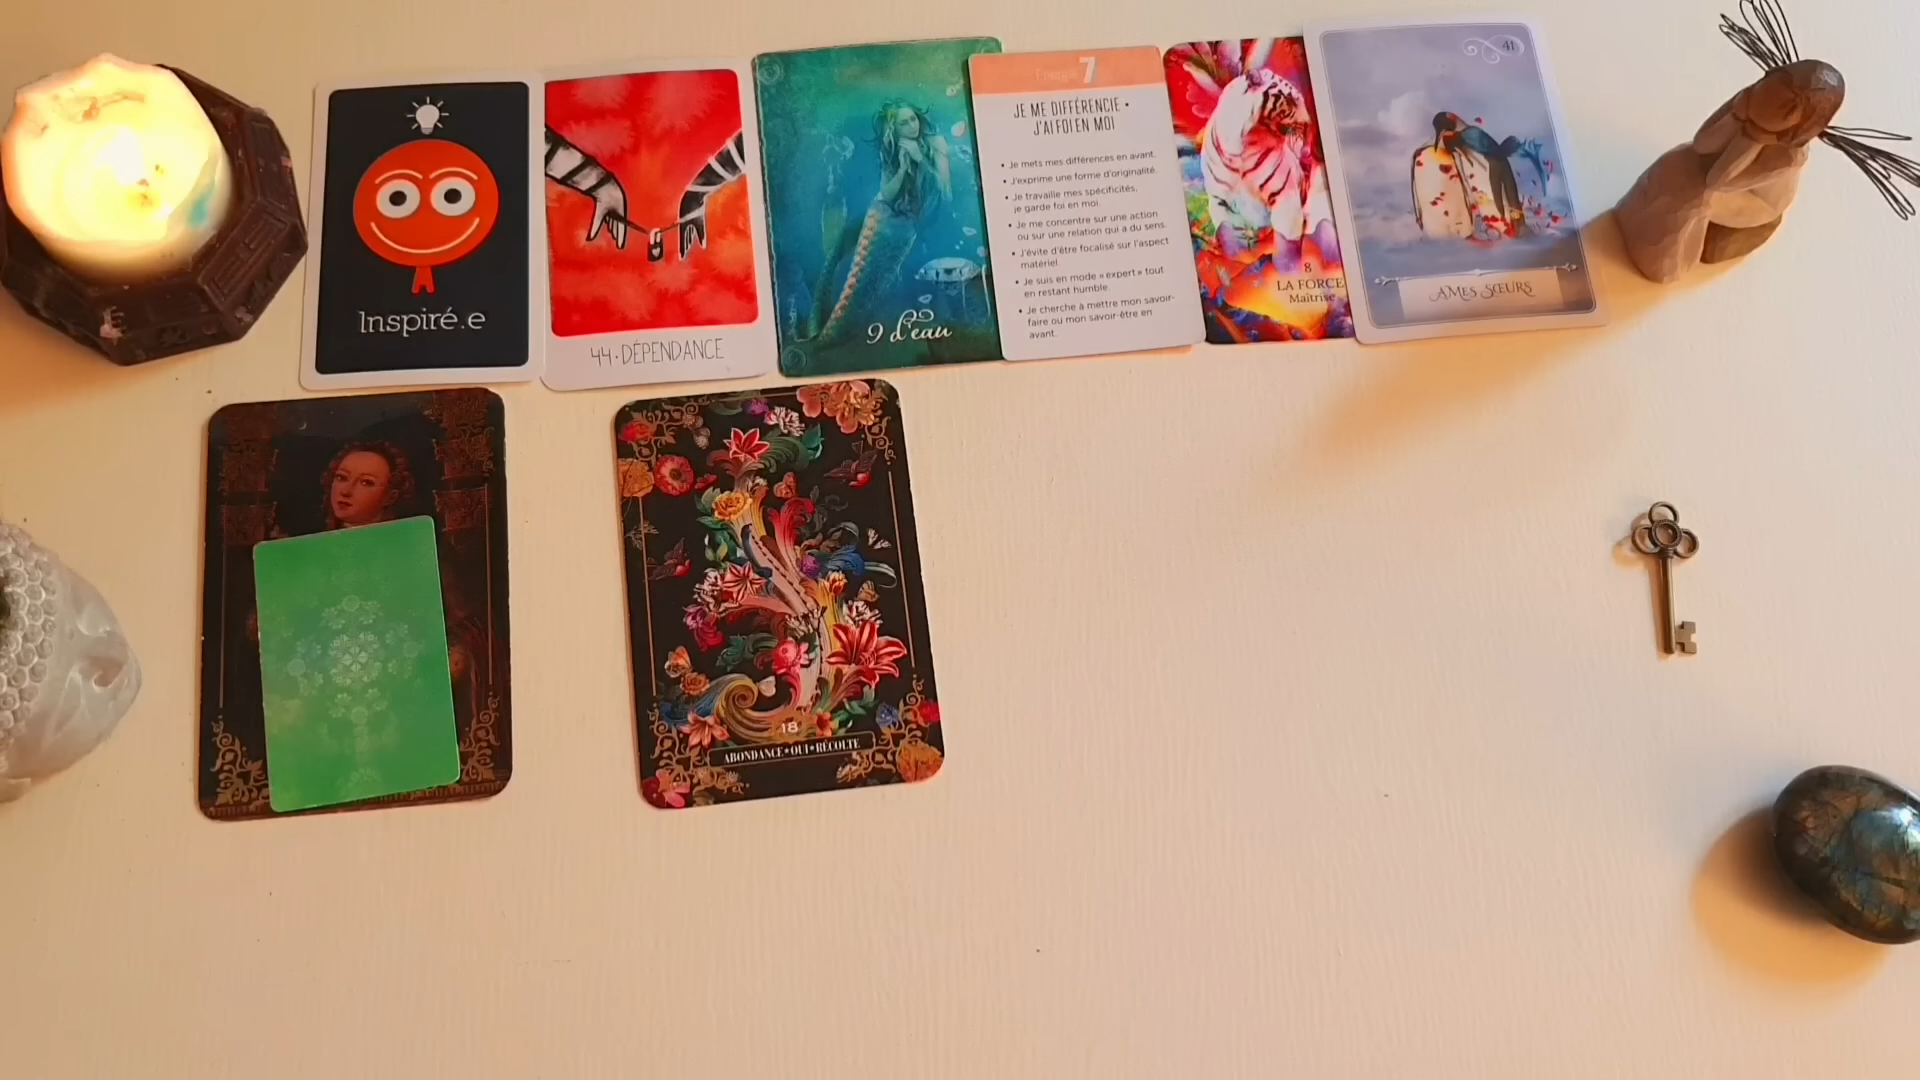 Inspiré.e
44.DÉPENDANCE
9 d'eau
Énergie 7
JE ME DIFFÉRENCIE •
J'AI FOI EN MOI
• Je mets mes différences en avant.
• J'exprime une forme d'originalité.
• Je travaille mes spécificités,
je garde foi en moi.
• Je me concentre sur une action
ou sur une relation qui a du sens.
• J'évite d'être focalisé sur l'aspect
matériel.
• Je suis en mode « expert » tout
en restant humble.
• Je cherche à mettre mon savoir-
faire ou mon savoir-être en
avant.
8
LA FORCE
Maîtrise
41
ÂMES SŒURS
18
ABONDANCE•OUI•RÉCOLTE